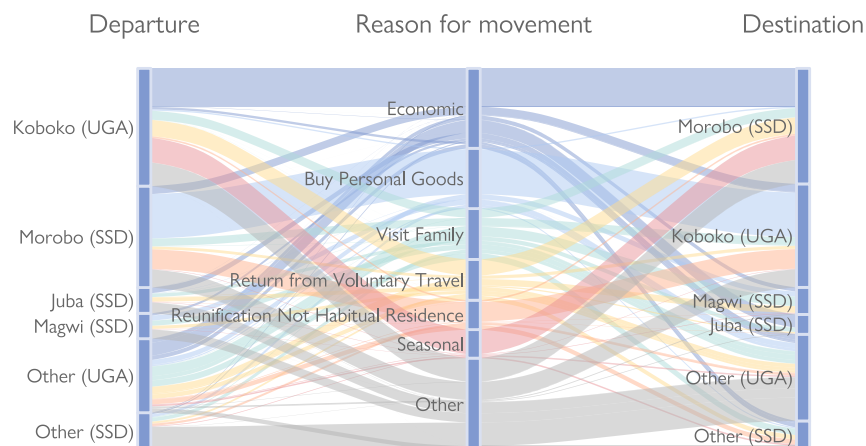 Departure
Reason for movement
Destination
Koboko (UGA)
Morobo (SSD)
Juba (SSD)
Magwi (SSD)
Other (UGA)
Other (SSD)
Economic
Buy Personal Goods
Visit Family
Return from Voluntary Travel
Reunification Not Habitual Residence
Seasonal
Other
Morobo (SSD)
Koboko (UGA)
Magwi (SSD)
Juba (SSD)
Other (UGA)
Other (SSD)